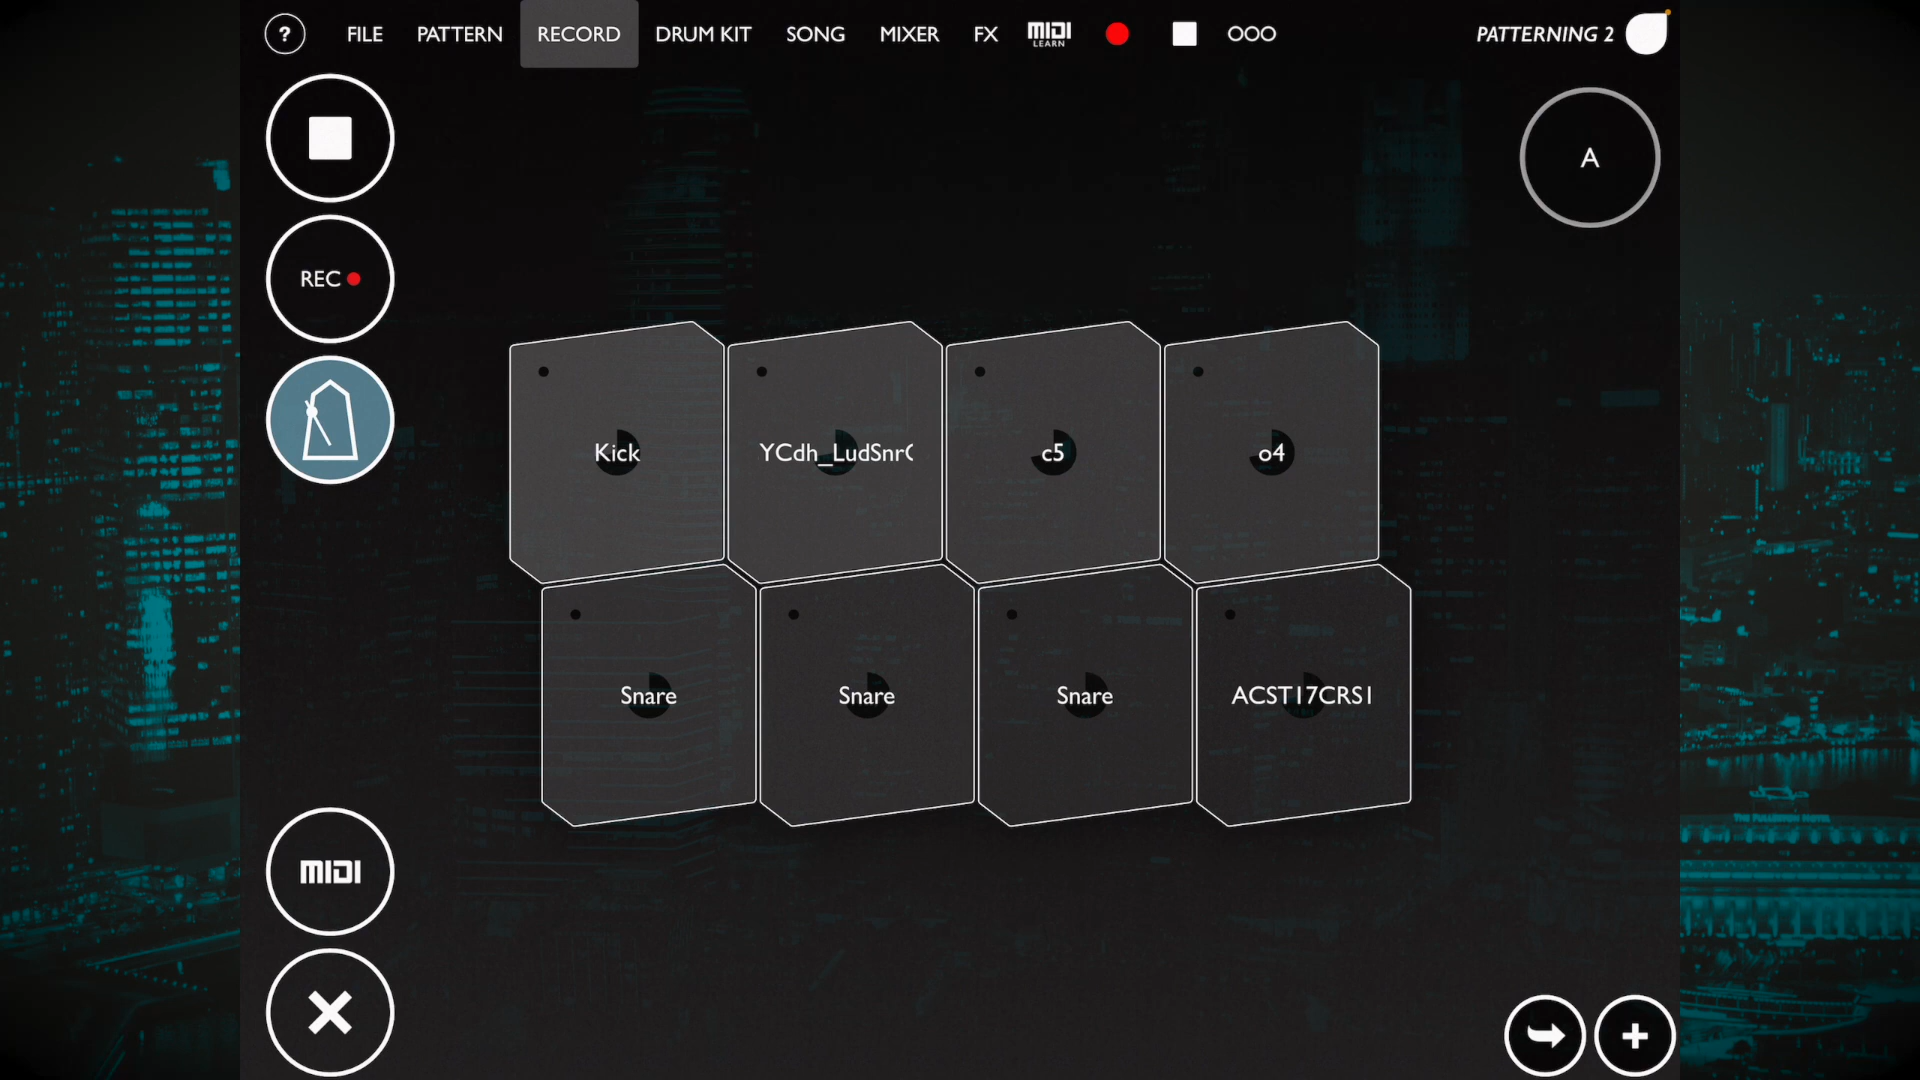 ? FILE PATTERN RECORD DRUM KIT SONG MIXER FX MIDI LEARN PATTERNING 2
A
REC
Kick YCdh_LudSnr c5 o4
Snare Snare Snare ACST17CRS1
MIDI